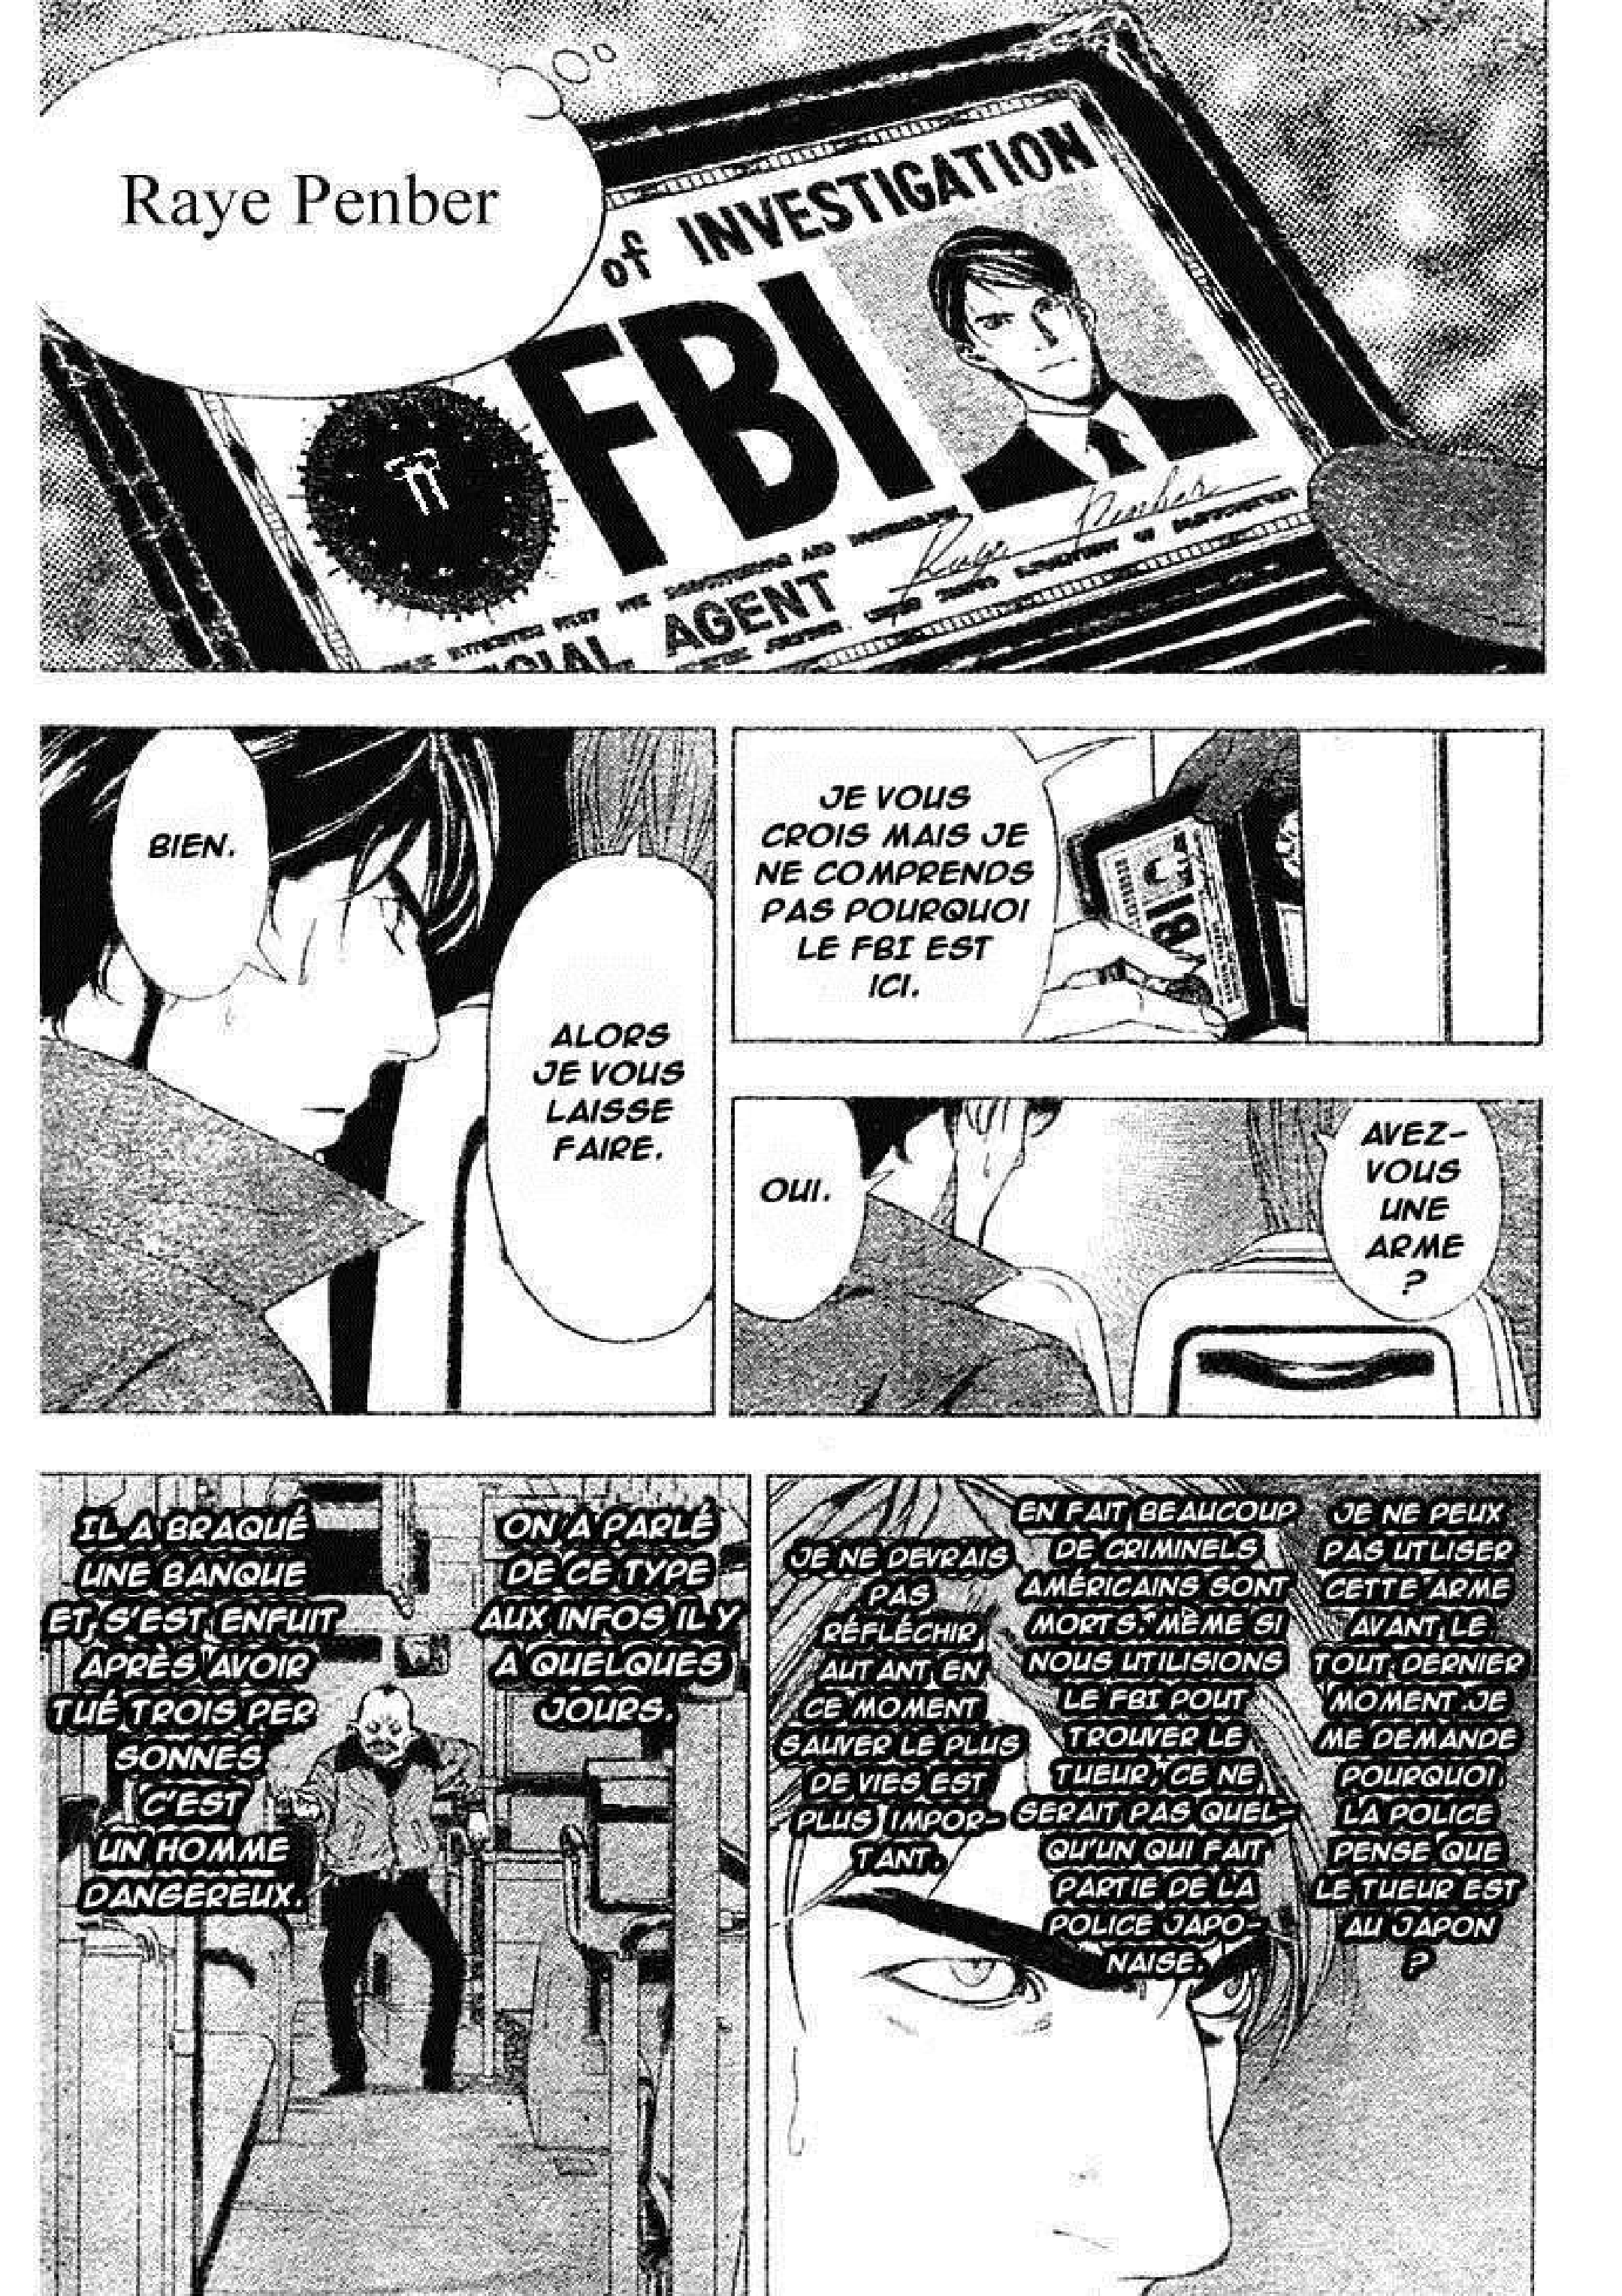 Raye Penber
of INVESTIGATION
FBI
Raye Penber
AGENT
JE VOUS
CROIS MAIS JE
NE COMPRENDS
PAS POURQUOI
LE FBI EST
ICI.
FBI
AVEZ-
VOUS
UNE
ARME
?
OUI.
ALORS
JE VOUS
LAISSE
FAIRE.
BIEN.
JE NE PEUX
PAS UTLISER
CETTE ARME
AVANT LE
TOUT DERNIER
MOMENT. JE
ME DEMANDE
POURQUOI
LA POLICE
PENSE QUE
LE TUEUR EST
AU JAPON
?
EN FAIT BEAUCOUP
DE CRIMINELS
AMÉRICAINS SONT
MORTS. MÊME SI
NOUS UTILISIONS
LE FBI POUT
TROUVER LE
TUEUR, CE NE
SERAIT PAS QUEL-
QU'UN QUI FAIT
PARTIE DE LA
POLICE JAPO-
NAISE.
JE NE DEVRAIS
PAS
RÉFLÉCHIR
AUTANT EN
CE MOMENT
SAUVER LE PLUS
DE VIES EST
PLUS IMPOR-
TANT.
ON A PARLÉ
DE CE TYPE
AUX INFOS IL Y
A QUELQUES
JOURS.
IL A BRAQUÉ
UNE BANQUE
ET S'EST ENFUIT
APRÈS AVOIR
TUÉ TROIS PER
SONNES
C'EST
UN HOMME
DANGEREUX.